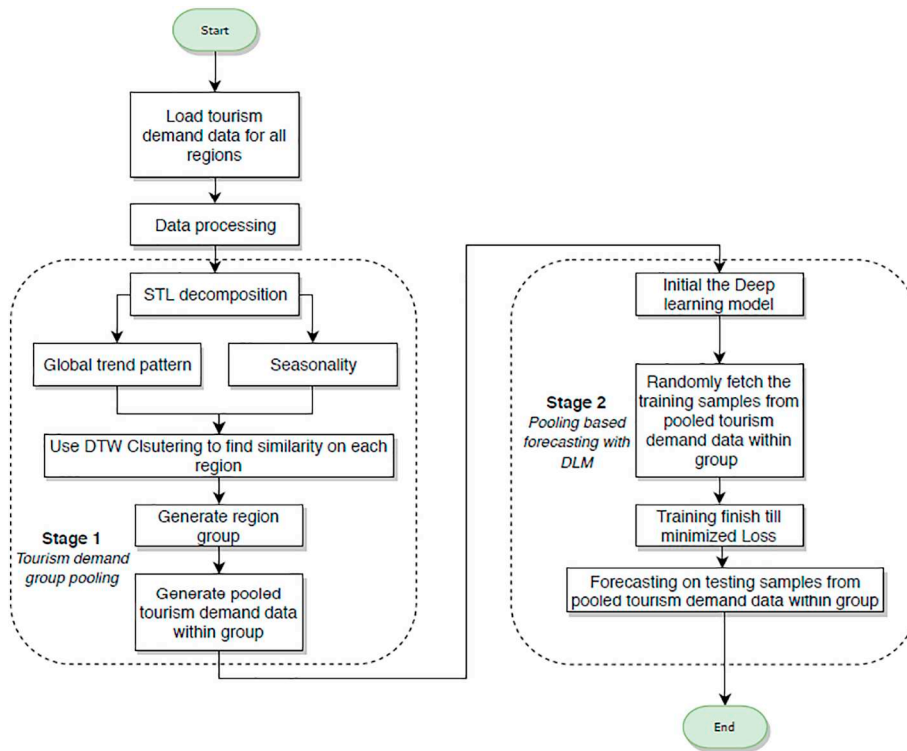 Start
Load tourism
demand data for all
regions
Data processing
STL decomposition
Global trend pattern
Seasonality
Use DTW Clsutering to find similarity on each
region
Generate region
group
Stage 1
Tourism demand
group pooling
Generate pooled
tourism demand data
within group
Initial the Deep
learning model
Randomly fetch the
training samples from
pooled tourism
demand data within
group
Stage 2
Pooling based
forecasting with
DLM
Training finish till
minimized Loss
Forecasting on testing samples from
pooled tourism demand data within group
End